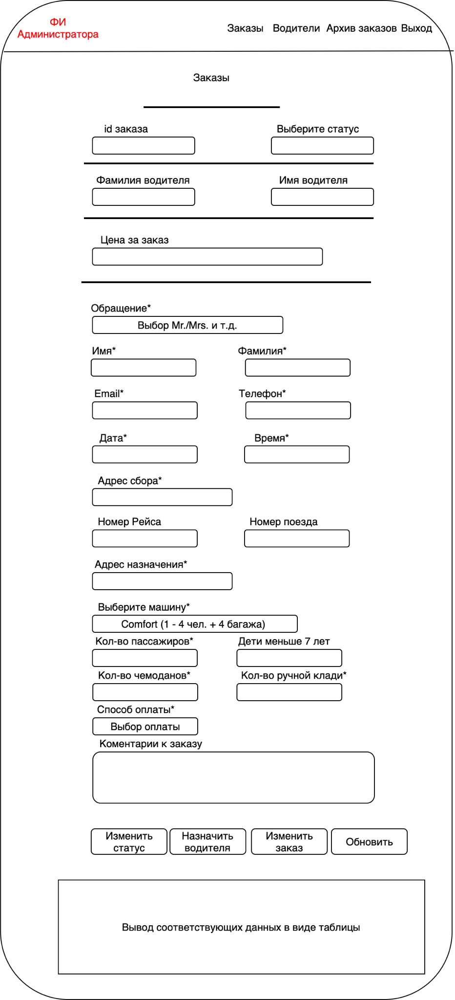 ФИ
Администратора
Заказы Водители Архив заказов Выход
Заказы
id заказа Выберите статус
Фамилия водителя Имя водителя
Цена за заказ
Обращение*
Выбор Mr./Mrs. и т.д.
Имя* Фамилия*
Email* Телефон*
Дата* Время*
Адрес сбора*
Номер Рейса Номер поезда
Адрес назначения*
Выберите машину*
Comfort (1 - 4 чел. + 4 багажа)
Кол-во пассажиров* Дети меньше 7 лет
Кол-во чемоданов* Кол-во ручной клади*
Способ оплаты*
Выбор оплаты
Коментарии к заказу
Изменить
статус
Назначить
водителя
Изменить
заказ
Обновить
Вывод соответствующих данных в виде таблицы